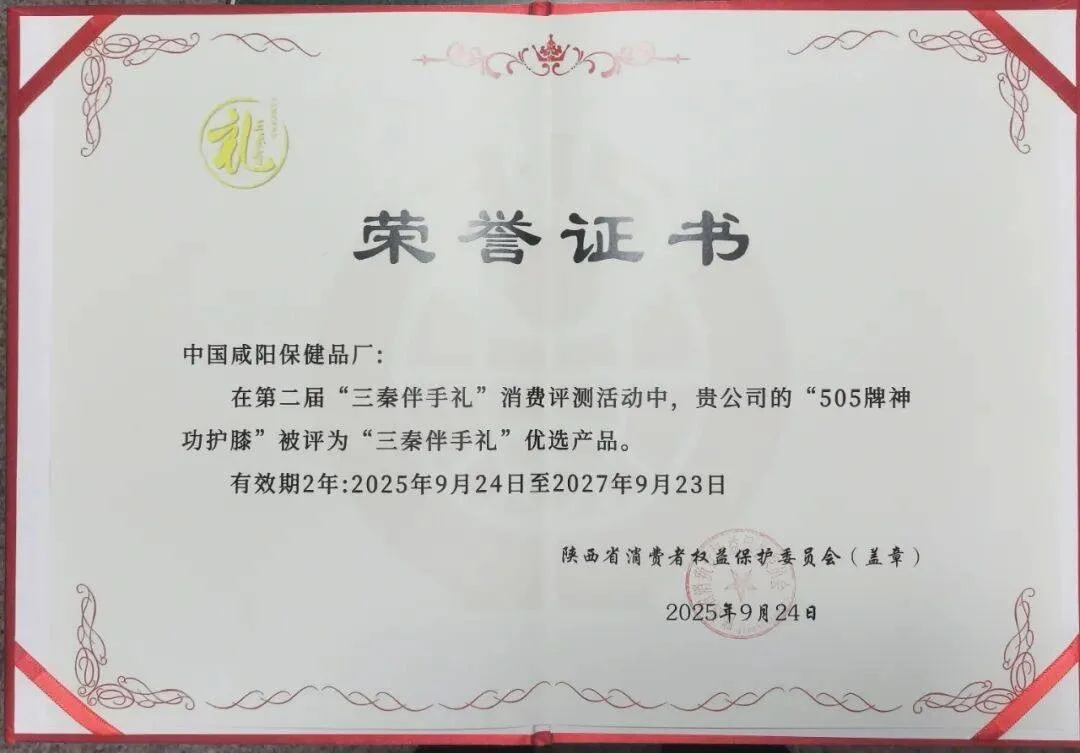 礼
荣誉证书
中国咸阳保健品厂：
在第二届“三秦伴手礼”消费评测活动中，贵公司的“505牌神
功护膝”被评为“三秦伴手礼”优选产品。
有效期2年:2025年9月24日至2027年9月23日
陕西省消费者权益保护委员会（盖章）
2025年9月24日